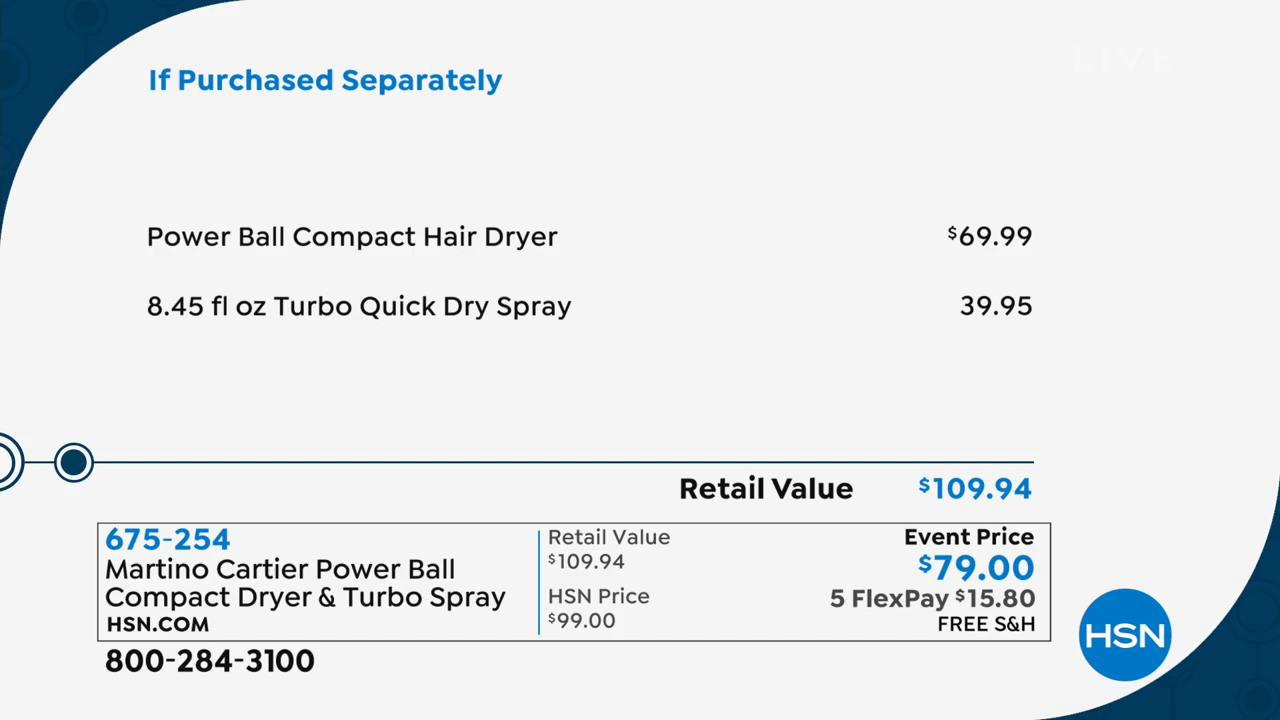 LIVE
If Purchased Separately
Power Ball Compact Hair Dryer $69.99
8.45 fl oz Turbo Quick Dry Spray 39.95
Retail Value $109.94
675-254
Martino Cartier Power Ball
Compact Dryer & Turbo Spray
HSN.COM
Retail Value
$109.94
HSN Price
$99.00
Event Price
$79.00
5 FlexPay $15.80
FREE S&H
HSN
800-284-3100